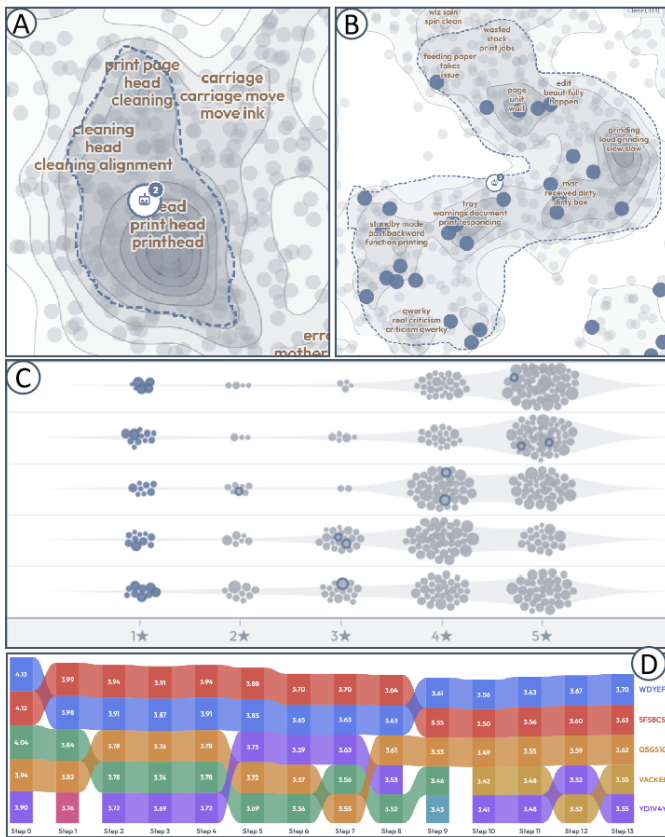 A
print page
head
cleaning
carriage
carriage move
move ink
cleaning
head
cleaning alignment
2
ead
print head
printhead
erro
mother
B
wiz spin
spin clean
wasted
stack
print jobs
feeding paper
takes
issue
edit
beautifully
happen
page
unit
wait
grinding
loud grinding
slow slow
mac
received dirty
dirty box
tray
warnings document
print responding
standby mode
past backward
function printing
qwerky
real criticism
criticism qwerky
C
1★ 2★ 3★ 4★ 5★
D
4.13 3.99 3.94 3.91 3.94 3.88 3.70 3.70 3.64 3.61 3.56 3.63 3.67 3.70 WDYEF
4.12 3.98 3.91 3.87 3.91 3.85 3.65 3.65 3.63 3.55 3.50 3.56 3.60 3.63 5F5BCS
4.04 3.84 3.78 3.76 3.78 3.73 3.59 3.63 3.61 3.53 3.49 3.55 3.59 3.62
3.94 3.82 3.78 3.74 3.78 3.72 3.57 3.56 3.53 3.46 3.42 3.48 3.52 3.55 VACKE
3.90 3.76 3.72 3.69 3.72 3.69 3.56 3.55 3.52 3.43 3.41 3.48 3.52 3.55 YD1V4Y
Step 0 Step 1 Step 2 Step 3 Step 4 Step 5 Step 6 Step 7 Step 8 Step 9 Step 10 Step 11 Step 12 Step 13